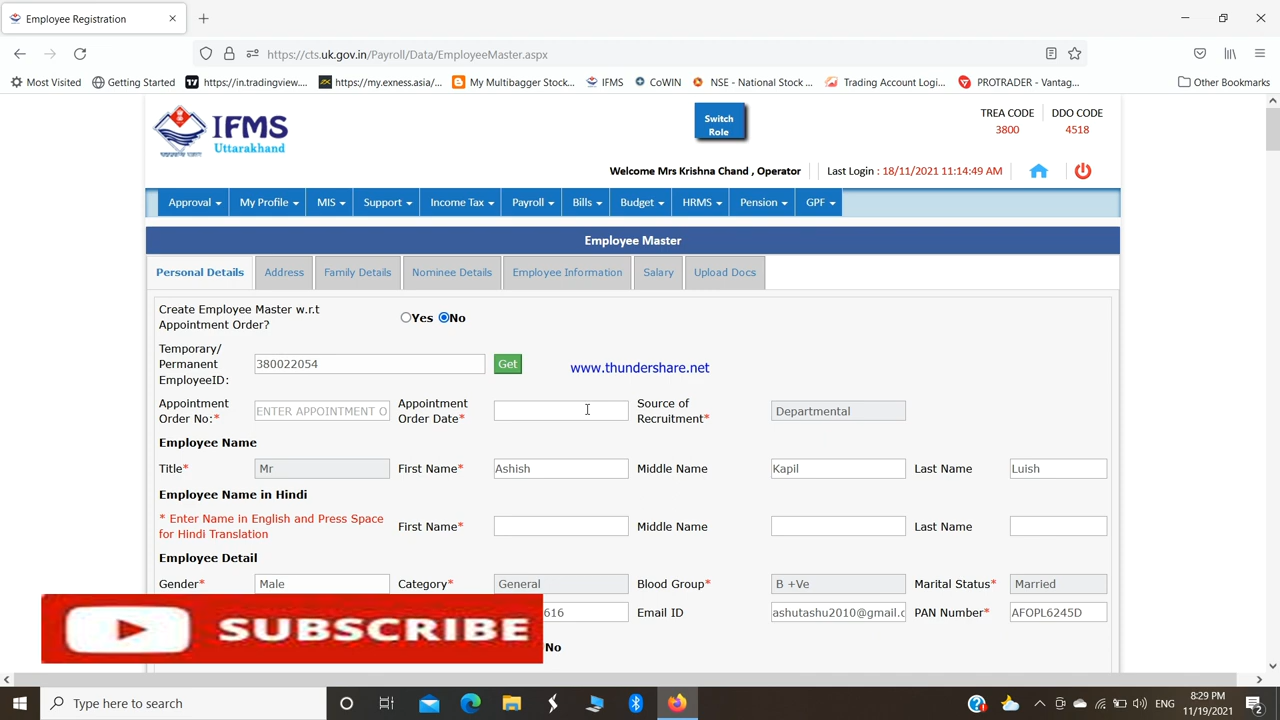 Employee Registration
https://cts.uk.gov.in/Payroll/Data/EmployeeMaster.aspx
Most Visited Getting Started https://in.tradingview.... https://my.exness.asia/... My Multibagger Stock... IFMS CoWIN NSE - National Stock ... Trading Account Logi... PROTRADER - Vantag... Other Bookmarks
IFMS
Uttarakhand
Switch
Role
TREA CODE DDO CODE
3800 4518
Welcome Mrs Krishna Chand , Operator Last Login : 18/11/2021 11:14:49 AM
Approval My Profile MIS Support Income Tax Payroll Bills Budget HRMS Pension GPF
Employee Master
Personal Details Address Family Details Nominee Details Employee Information Salary Upload Docs
Create Employee Master w.r.t
Appointment Order?
Yes No
Temporary/
Permanent
EmployeeID:
380022054 Get www.thundershare.net
Appointment
Order No:*
ENTER APPOINTMENT O
Appointment
Order Date*
Source of
Recruitment*
Departmental
Employee Name
Title* Mr First Name* Ashish Middle Name Kapil Last Name Luish
Employee Name in Hindi
* Enter Name in English and Press Space
for Hindi Translation
First Name* Middle Name Last Name
Employee Detail
Gender* Male Category* General Blood Group* B +Ve Marital Status* Married
616 Email ID ashutashu2010@gmail.c PAN Number* AFOPL6245D
No
SUBSCRIBE
Type here to search
ENG
8:29 PM
11/19/2021
2